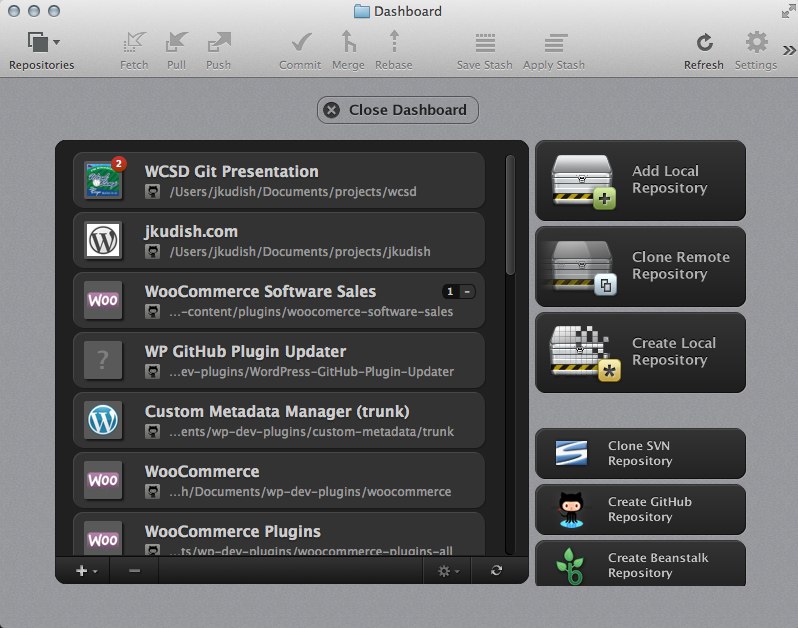 Dashboard
Repositories
Fetch
Pull
Push
Commit
Merge
Rebase
Save Stash
Apply Stash
Refresh
Settings
Close Dashboard
2
WCSD Git Presentation
/Users/jkudish/Documents/projects/wcsd
jkudish.com
/Users/jkudish/Documents/projects/jkudish
WOO
WooCommerce Software Sales
1 –
...-content/plugins/woocomerce-software-sales
?
WP GitHub Plugin Updater
...ev-plugins/WordPress-GitHub-Plugin-Updater
Custom Metadata Manager (trunk)
...ents/wp-dev-plugins/custom-metadata/trunk
WOO
WooCommerce
...h/Documents/wp-dev-plugins/woocommerce
WOO
WooCommerce Plugins
...ts/wp-dev-plugins/woocommerce-plugins-all
Add Local
Repository
Clone Remote
Repository
Create Local
Repository
Clone SVN
Repository
Create GitHub
Repository
Create Beanstalk
Repository